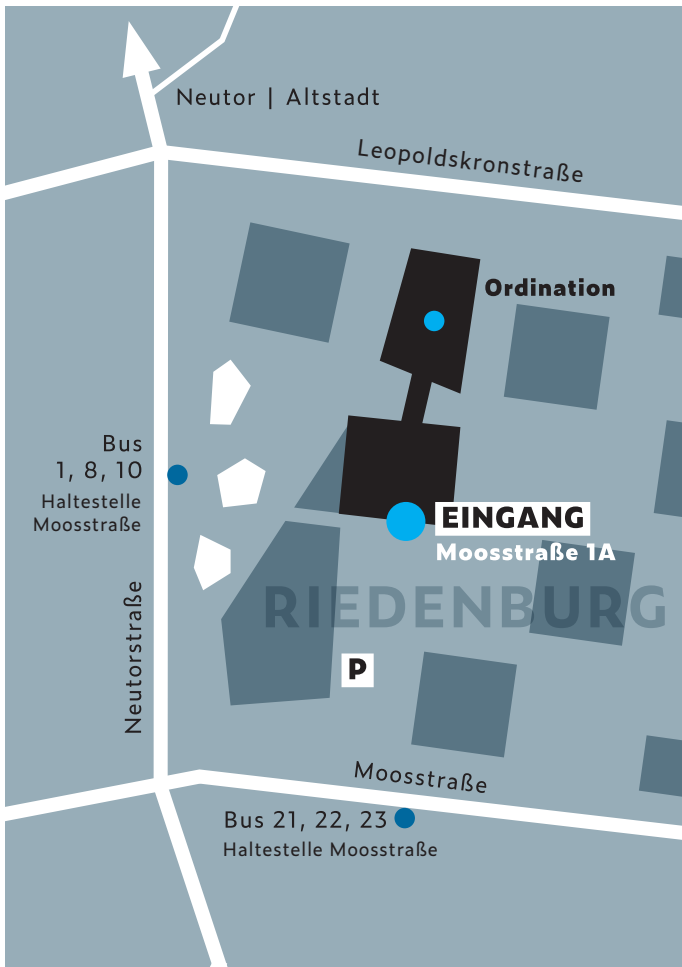 Neutor | Altstadt
Leopoldskronstraße
Ordination
Bus
1, 8, 10
Haltestelle
Moosstraße
EINGANG
Moosstraße 1A
RIEDENBURG
Neutorstraße
P
Moosstraße
Bus 21, 22, 23
Haltestelle Moosstraße